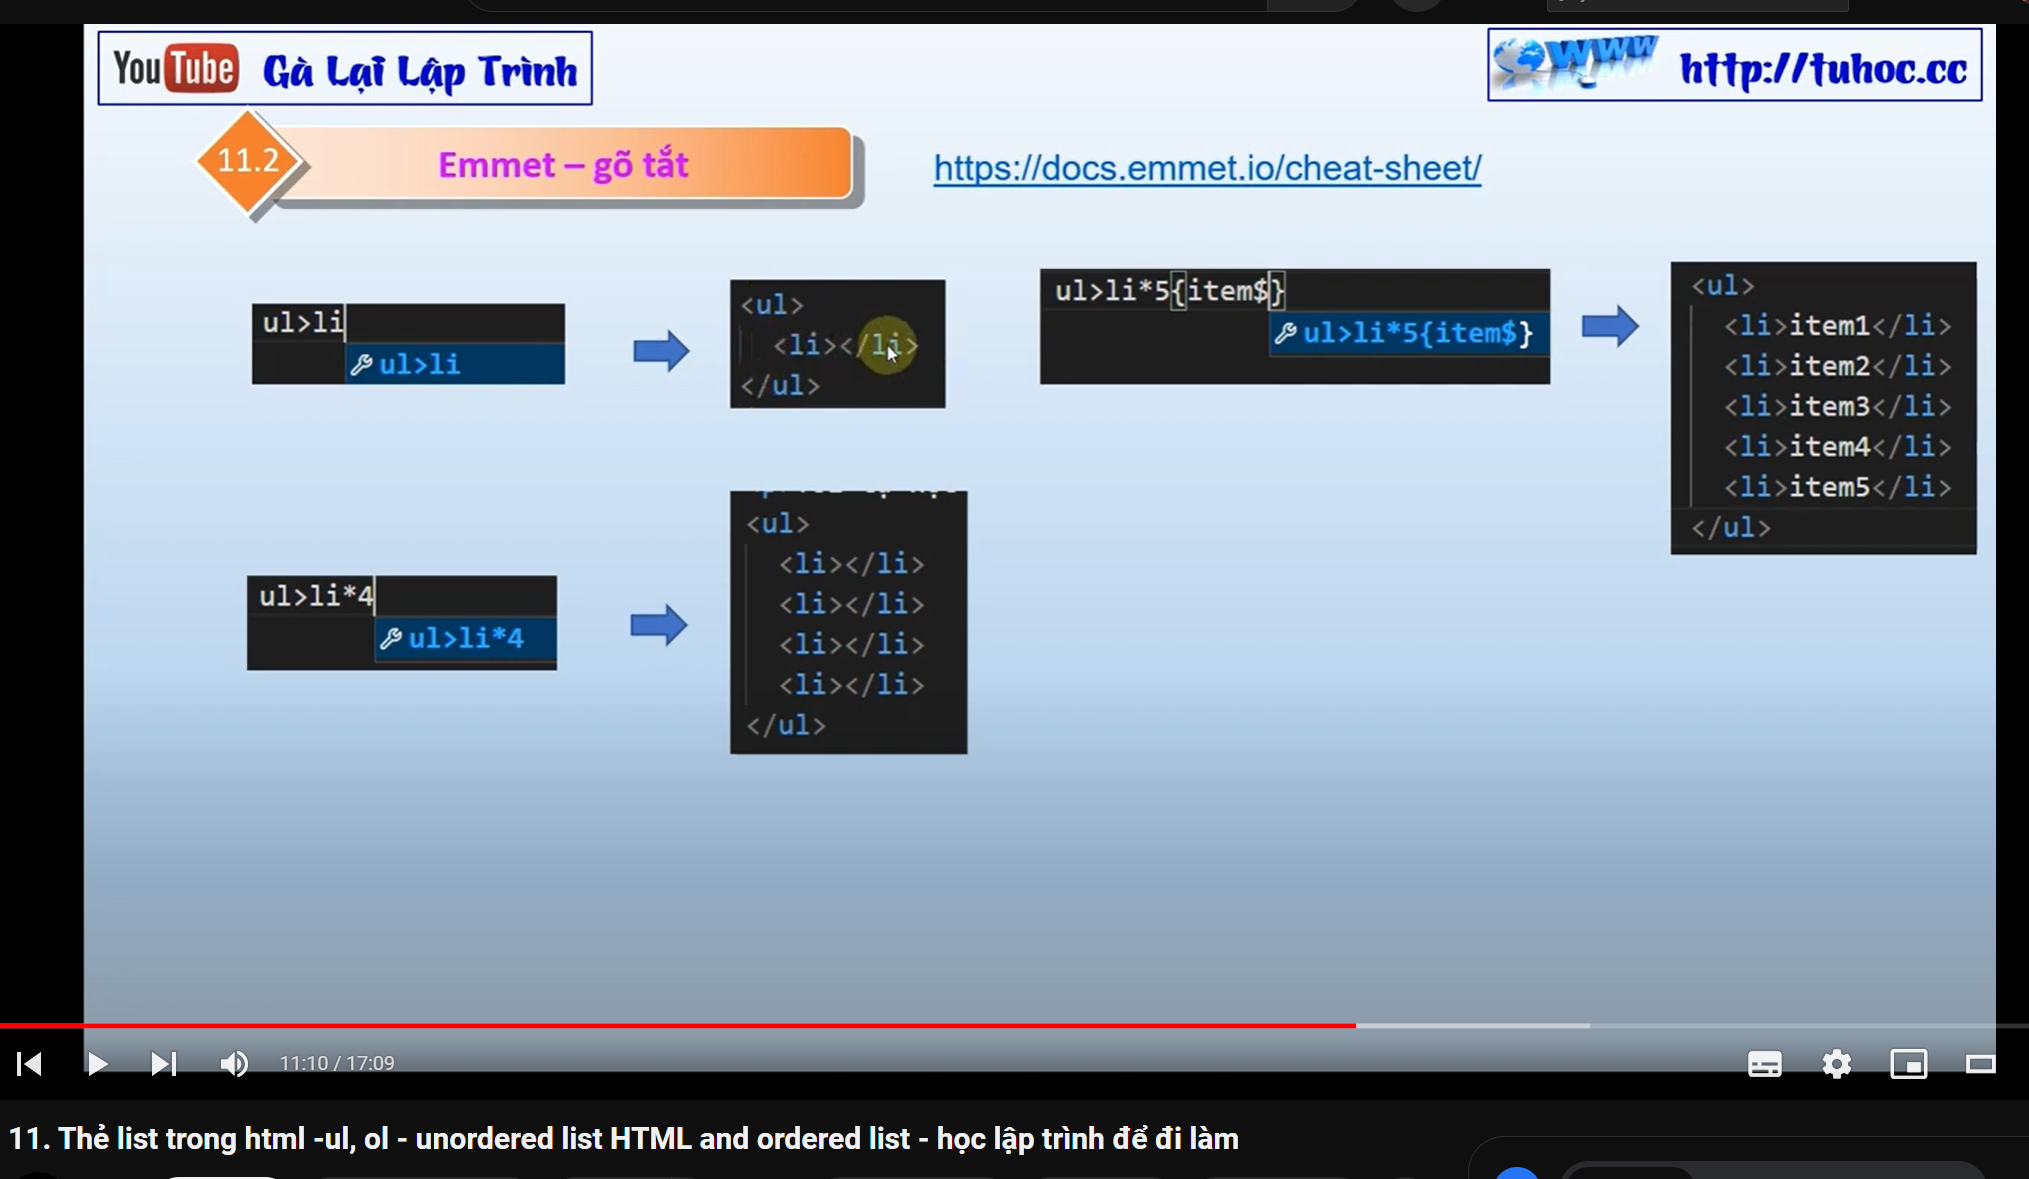 YouTube Gà Lại Lập Trình
WWW http://tuhoc.cc
11.2
Emmet – gõ tắt
https://docs.emmet.io/cheat-sheet/
ul>li
ul>li
<ul>
<li></li>
</ul>
ul>li*5{item$}
ul>li*5{item$}
<ul>
<li>item1</li>
<li>item2</li>
<li>item3</li>
<li>item4</li>
<li>item5</li>
</ul>
ul>li*4
ul>li*4
<ul>
<li></li>
<li></li>
<li></li>
<li></li>
</ul>
11:10 / 17:09
11. Thẻ list trong html -ul, ol - unordered list HTML and ordered list - học lập trình để đi làm